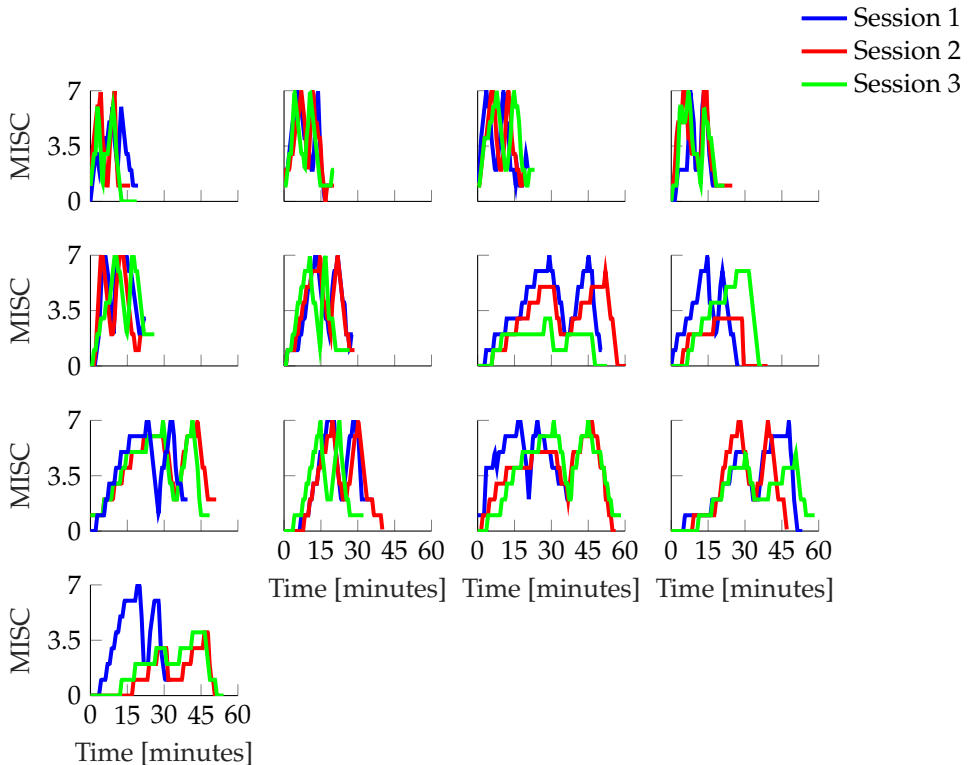 Session 1
Session 2
Session 3
MISC
7
3.5
0
MISC
7
3.5
0
MISC
7
3.5
0
0 15 30 45 60
0 15 30 45 60
0 15 30 45 60
Time [minutes]
Time [minutes]
Time [minutes]
MISC
7
3.5
0
0 15 30 45 60
Time [minutes]